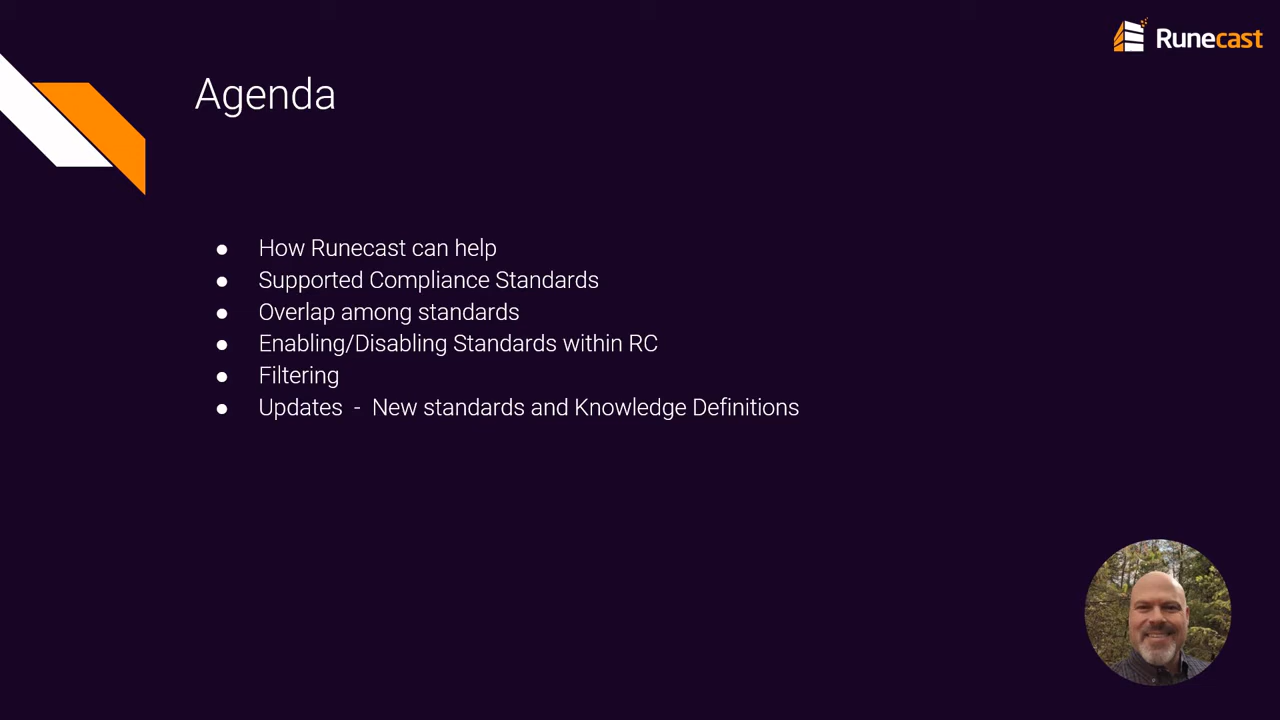 Runecast
Agenda
● How Runecast can help
● Supported Compliance Standards
● Overlap among standards
● Enabling/Disabling Standards within RC
● Filtering
● Updates - New standards and Knowledge Definitions